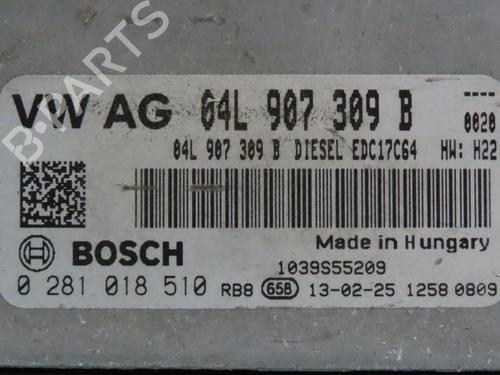 B-PARTS
VW AG 04L 907 309 B ----
0020
04L 907 309 B DIESEL EDC17C64 HW: H22
BOSCH
Made in Hungary
1039S55209
0 281 018 510 RB8 65B 13-02-25 1258 0809